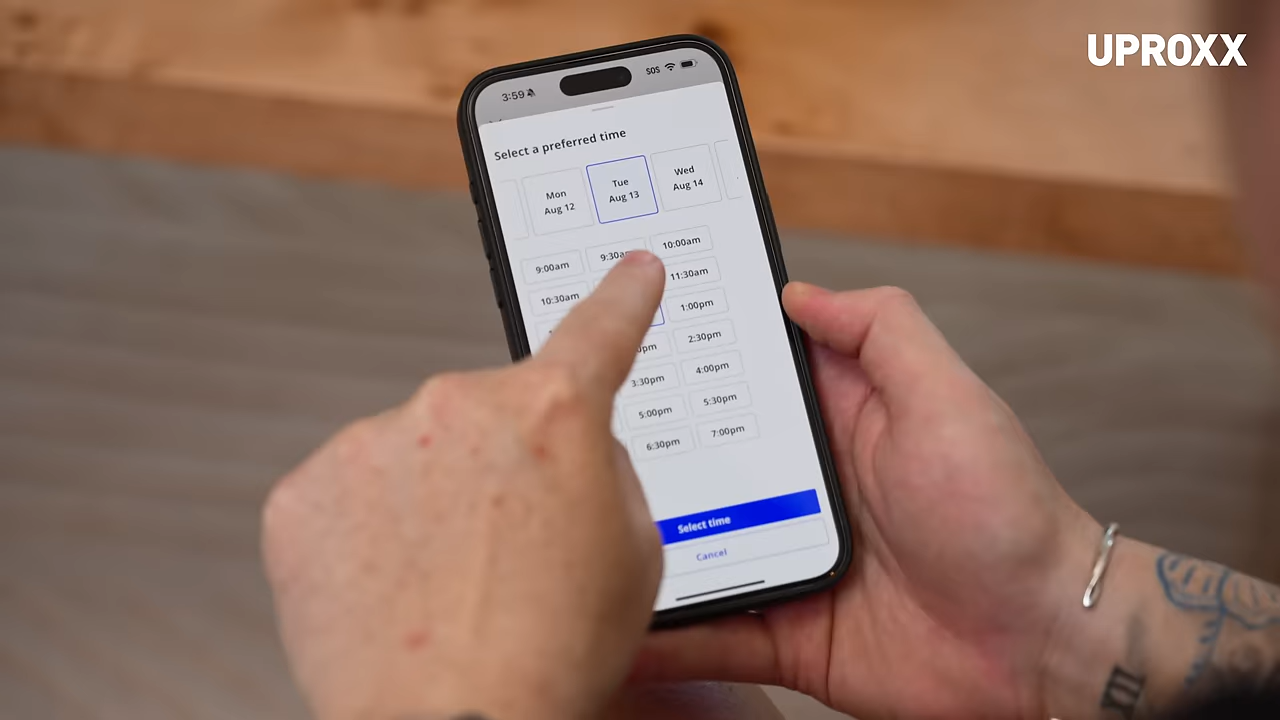 UPROXX
3:59
SOS
Select a preferred time
Mon
Aug 12
Tue
Aug 13
Wed
Aug 14
9:00am
9:30am
10:00am
10:30am
11:30am
1:00pm
2:30pm
3:30pm
4:00pm
5:00pm
5:30pm
6:30pm
7:00pm
Select time
Cancel